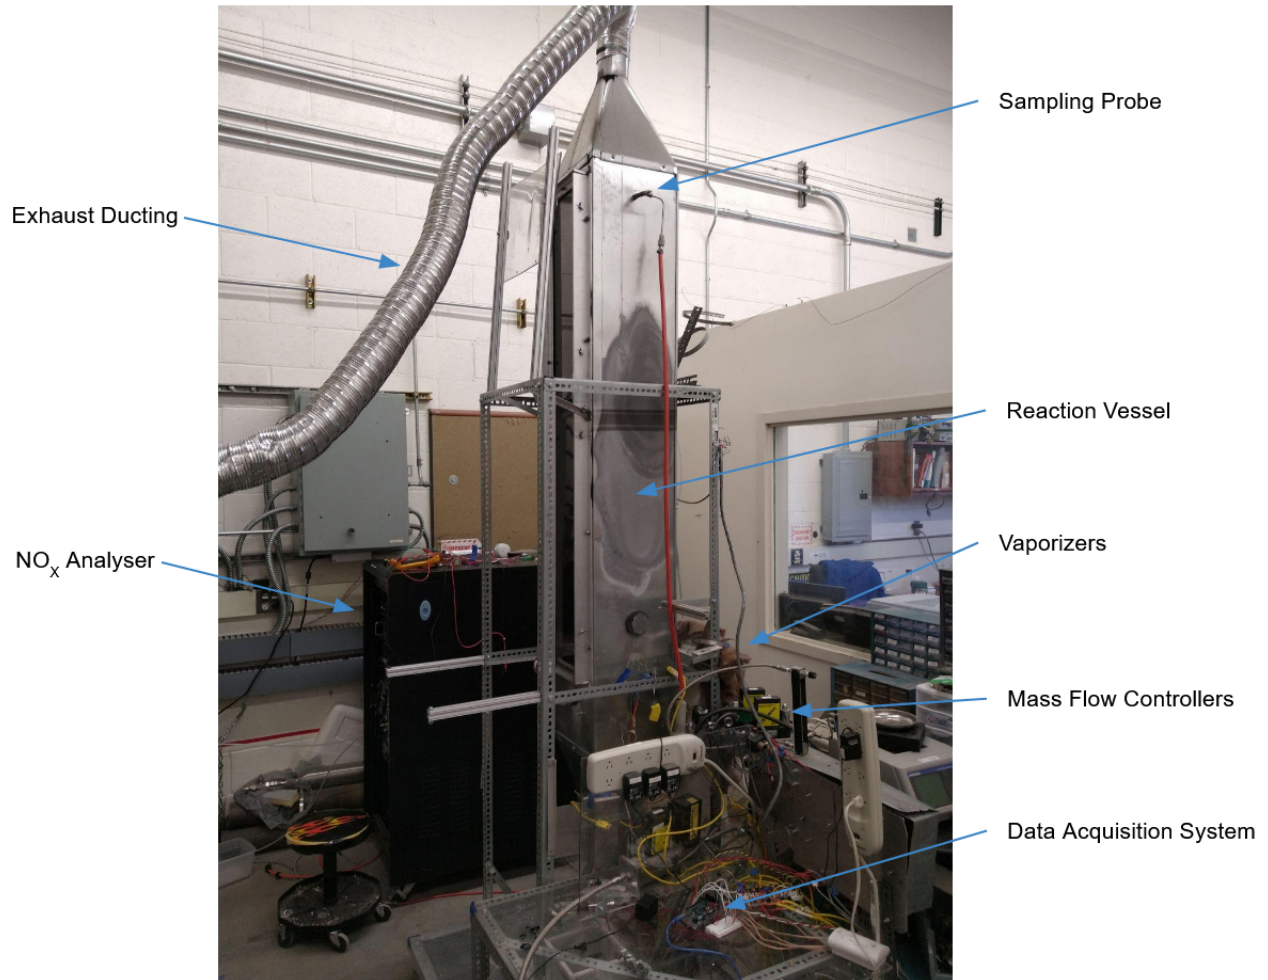 Sampling Probe
Exhaust Ducting
Reaction Vessel
Vaporizers
NOX Analyser
Mass Flow Controllers
Data Acquisition System